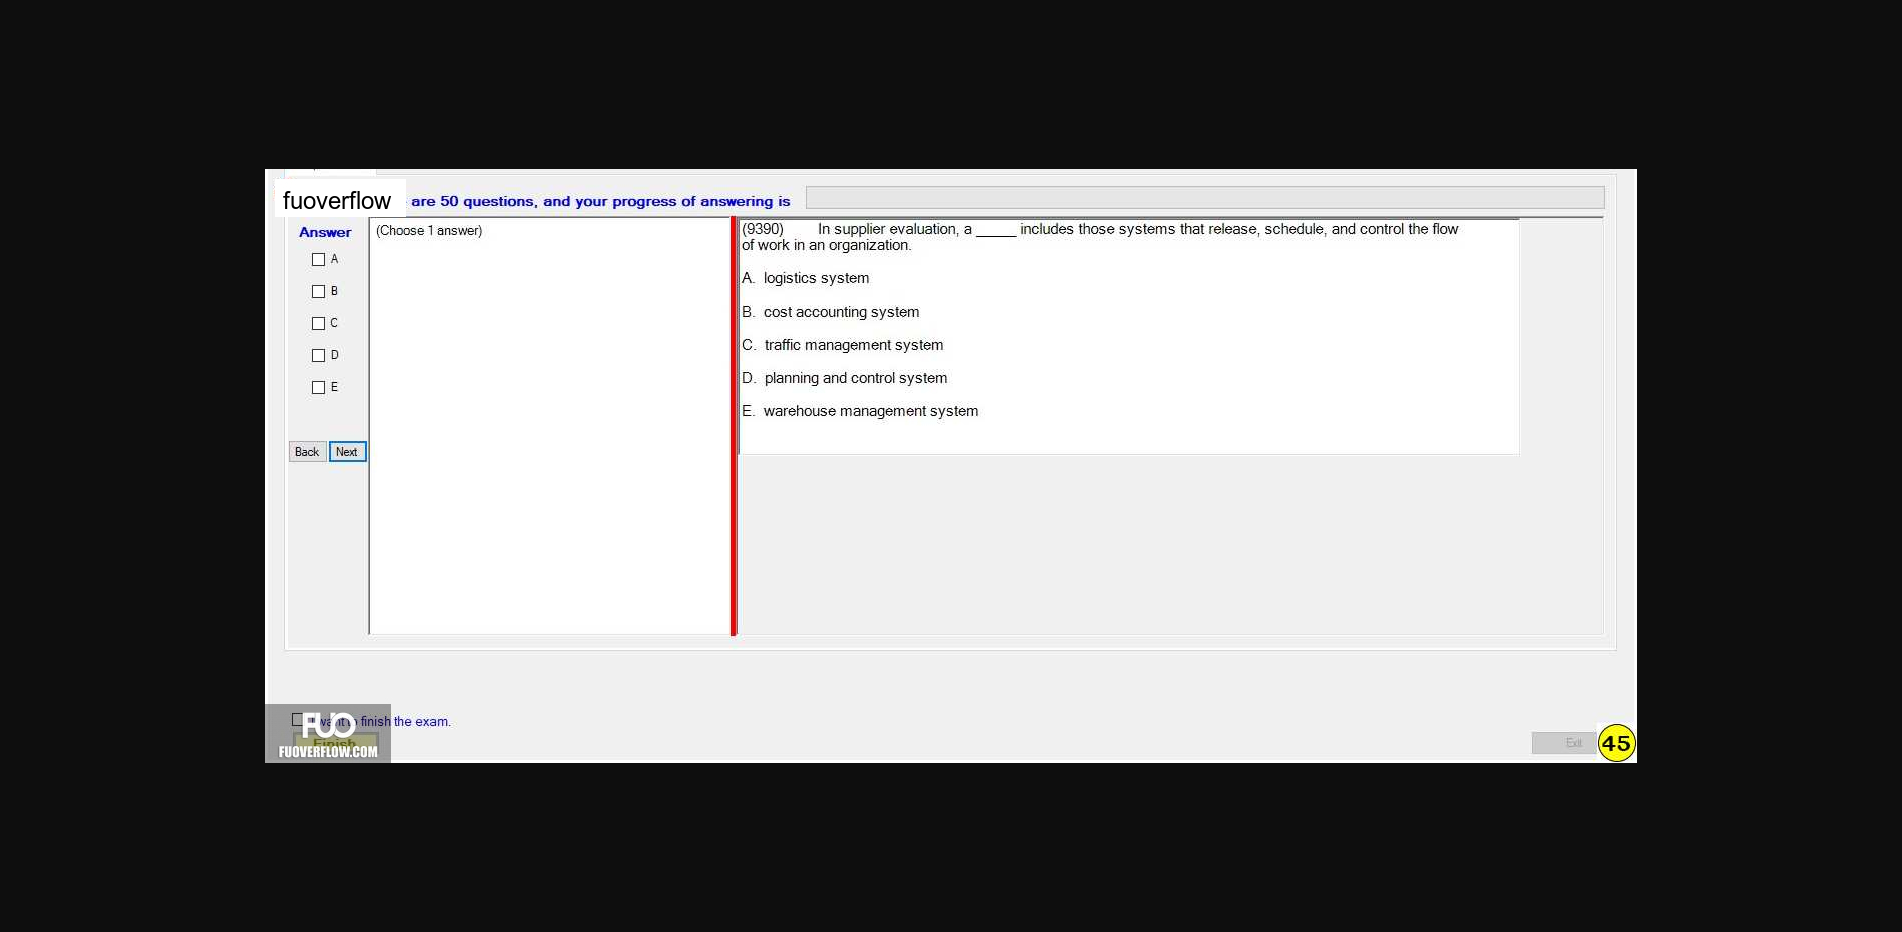 fuoverflow are 50 questions, and your progress of answering is
Answer
A
B
C
D
E
Back Next
(Choose 1 answer)
(9390) In supplier evaluation, a _____ includes those systems that release, schedule, and control the flow
of work in an organization.
A. logistics system
B. cost accounting system
C. traffic management system
D. planning and control system
E. warehouse management system
I want to finish the exam.
FUO
Finish
FUOVERFLOW.COM
Exit
45